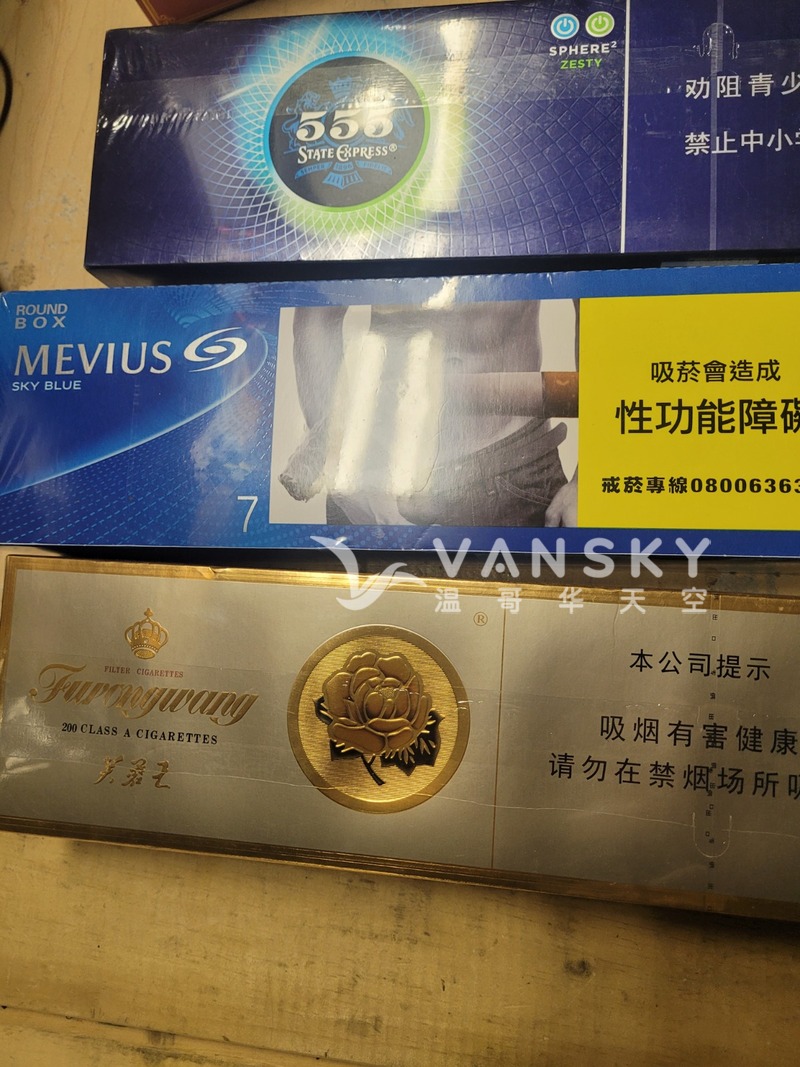 555
STATE EXPRESS®
SPHERE²
ZESTY
劝阻青少
禁止中小学
ROUND
BOX
MEVIUS
SKY BLUE
7
吸菸會造成
性功能障礙
戒菸專線08006363
VANSKY
温哥华天空
®
FILTER CIGARETTES
Furongwang
200 CLASS A CIGARETTES
芙蓉王
本公司提示
吸烟有害健康
请勿在禁烟场所吸